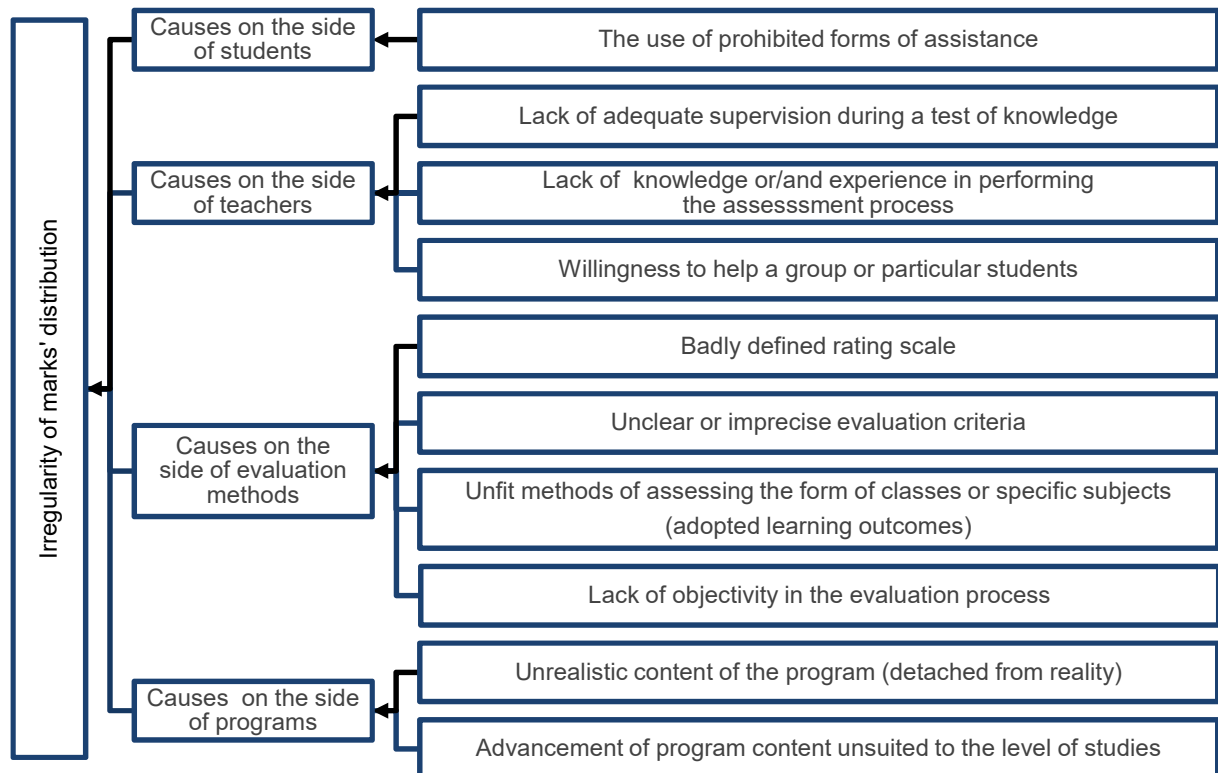 Irregularity of marks' distribution
Causes on the side
of students
The use of prohibited forms of assistance
Causes on the side
of teachers
Lack of adequate supervision during a test of knowledge
Lack of  knowledge or/and experience in performing
the assesssment process
Willingness to help a group or particular students
Causes on the
side of evaluation
methods
Badly defined rating scale
Unclear or imprecise evaluation criteria
Unfit methods of assessing the form of classes or specific subjects
(adopted learning outcomes)
Lack of objectivity in the evaluation process
Causes  on the side
of programs
Unrealistic content of the program (detached from reality)
Advancement of program content unsuited to the level of studies